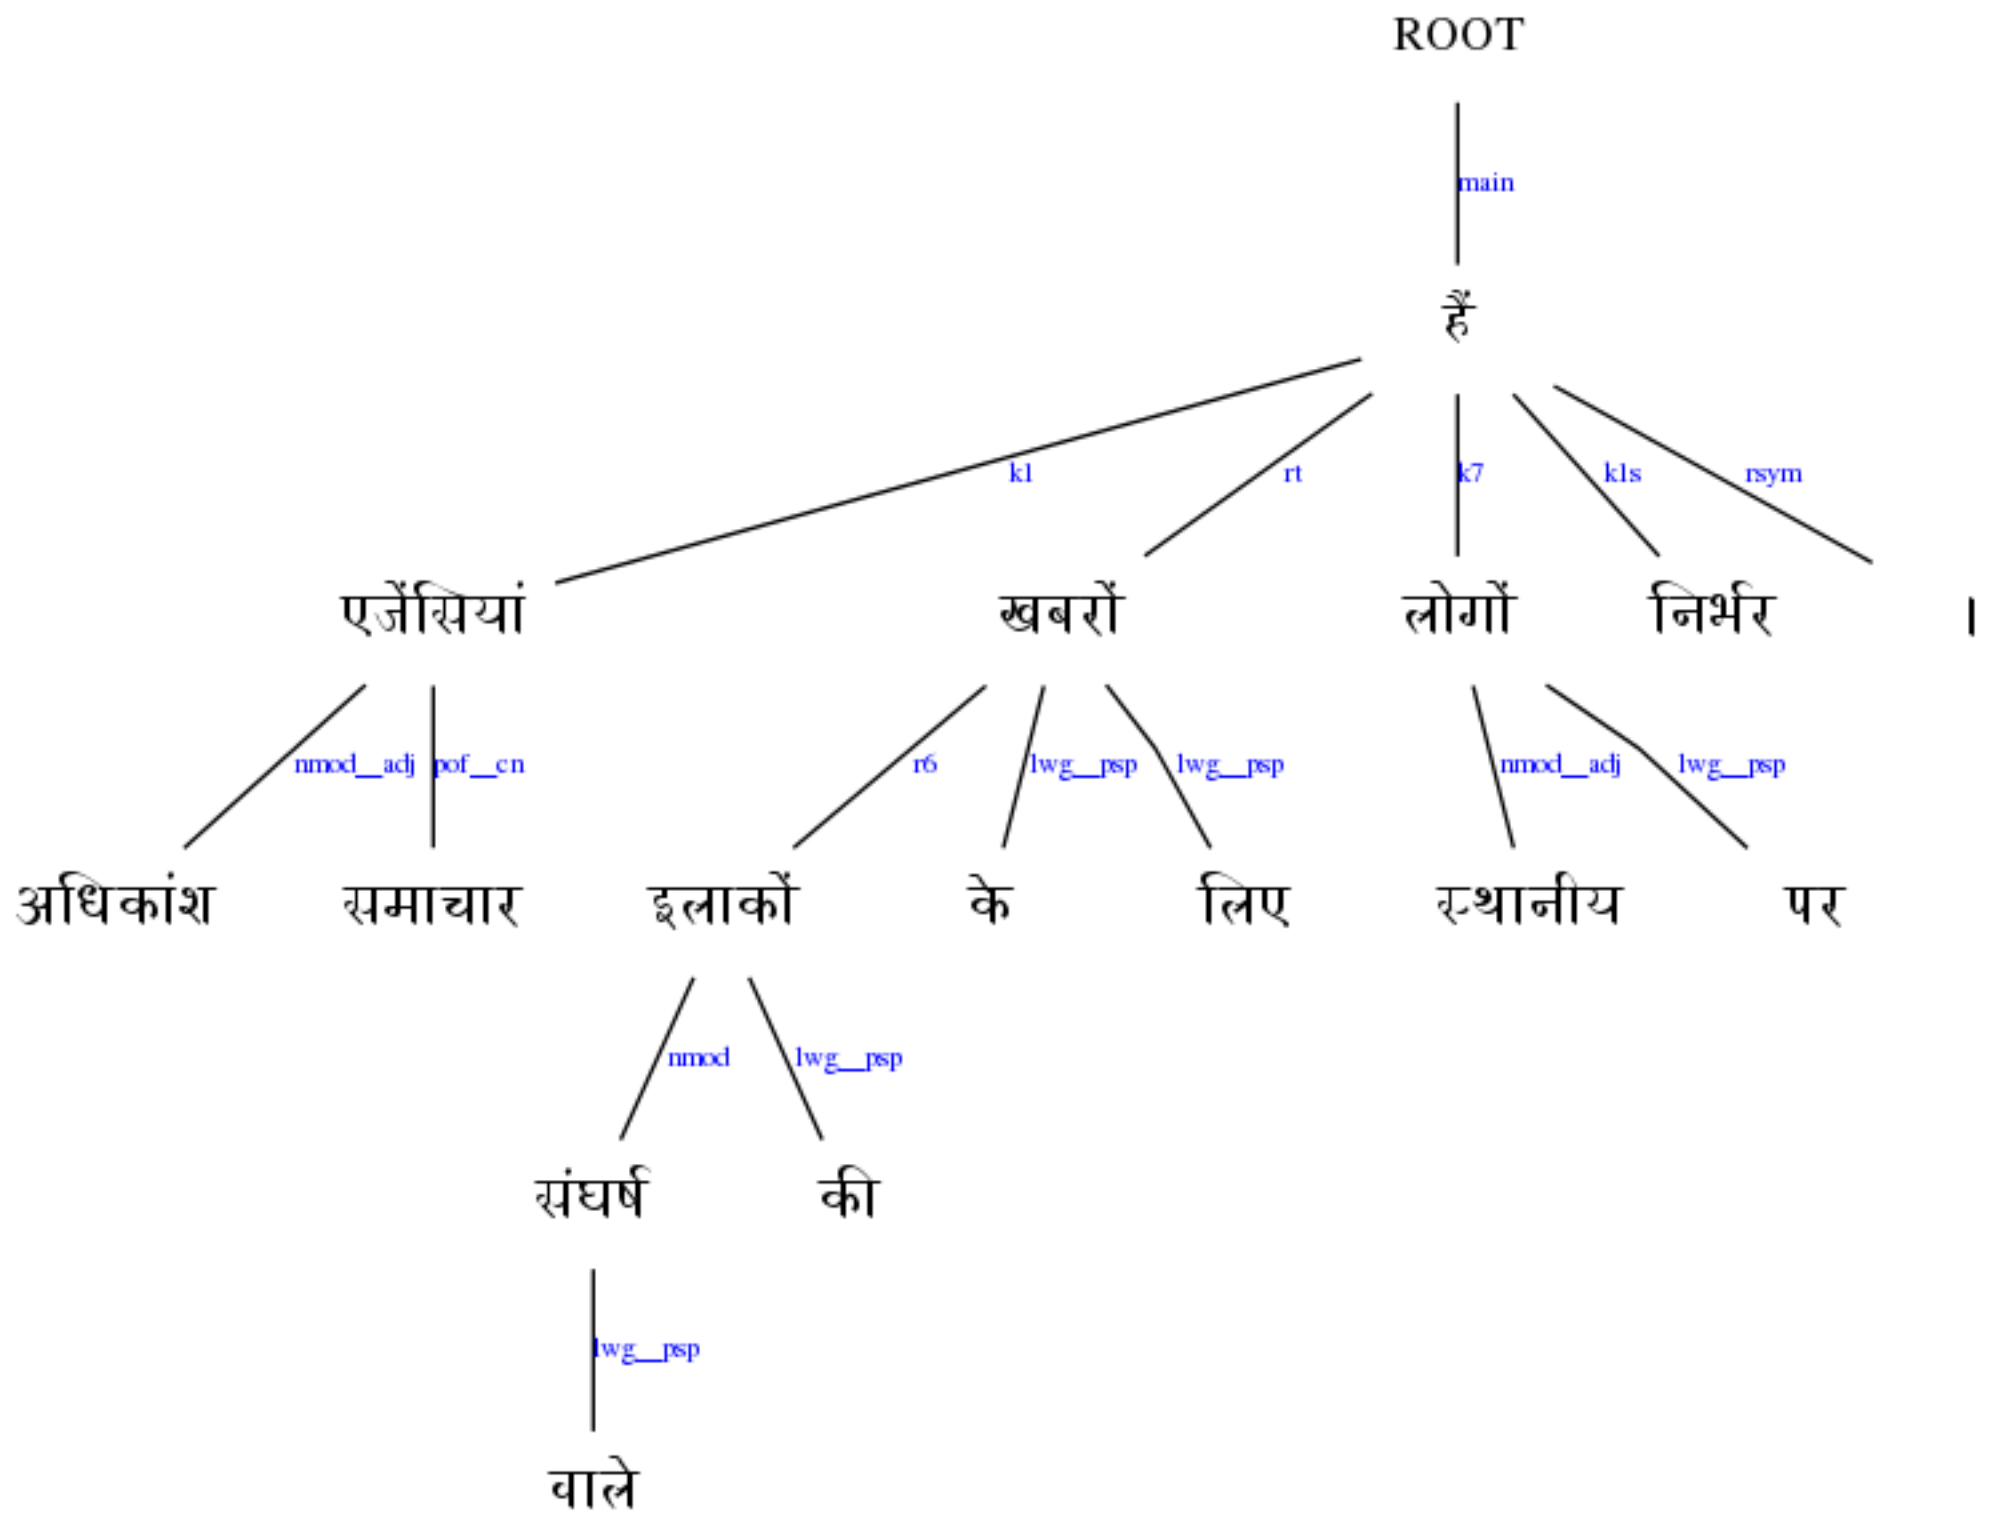 ROOT
main
हैं
k1 rt k7 k1s rsym
एजेंसियां खबरों लोगों निर्भर ।
nmod__adj pof__cn r6 lwg__psp lwg__psp nmod__adj lwg__psp
अधिकांश समाचार इलाकों के लिए स्थानीय पर
nmod lwg__psp
संघर्ष की
lwg__psp
वाले